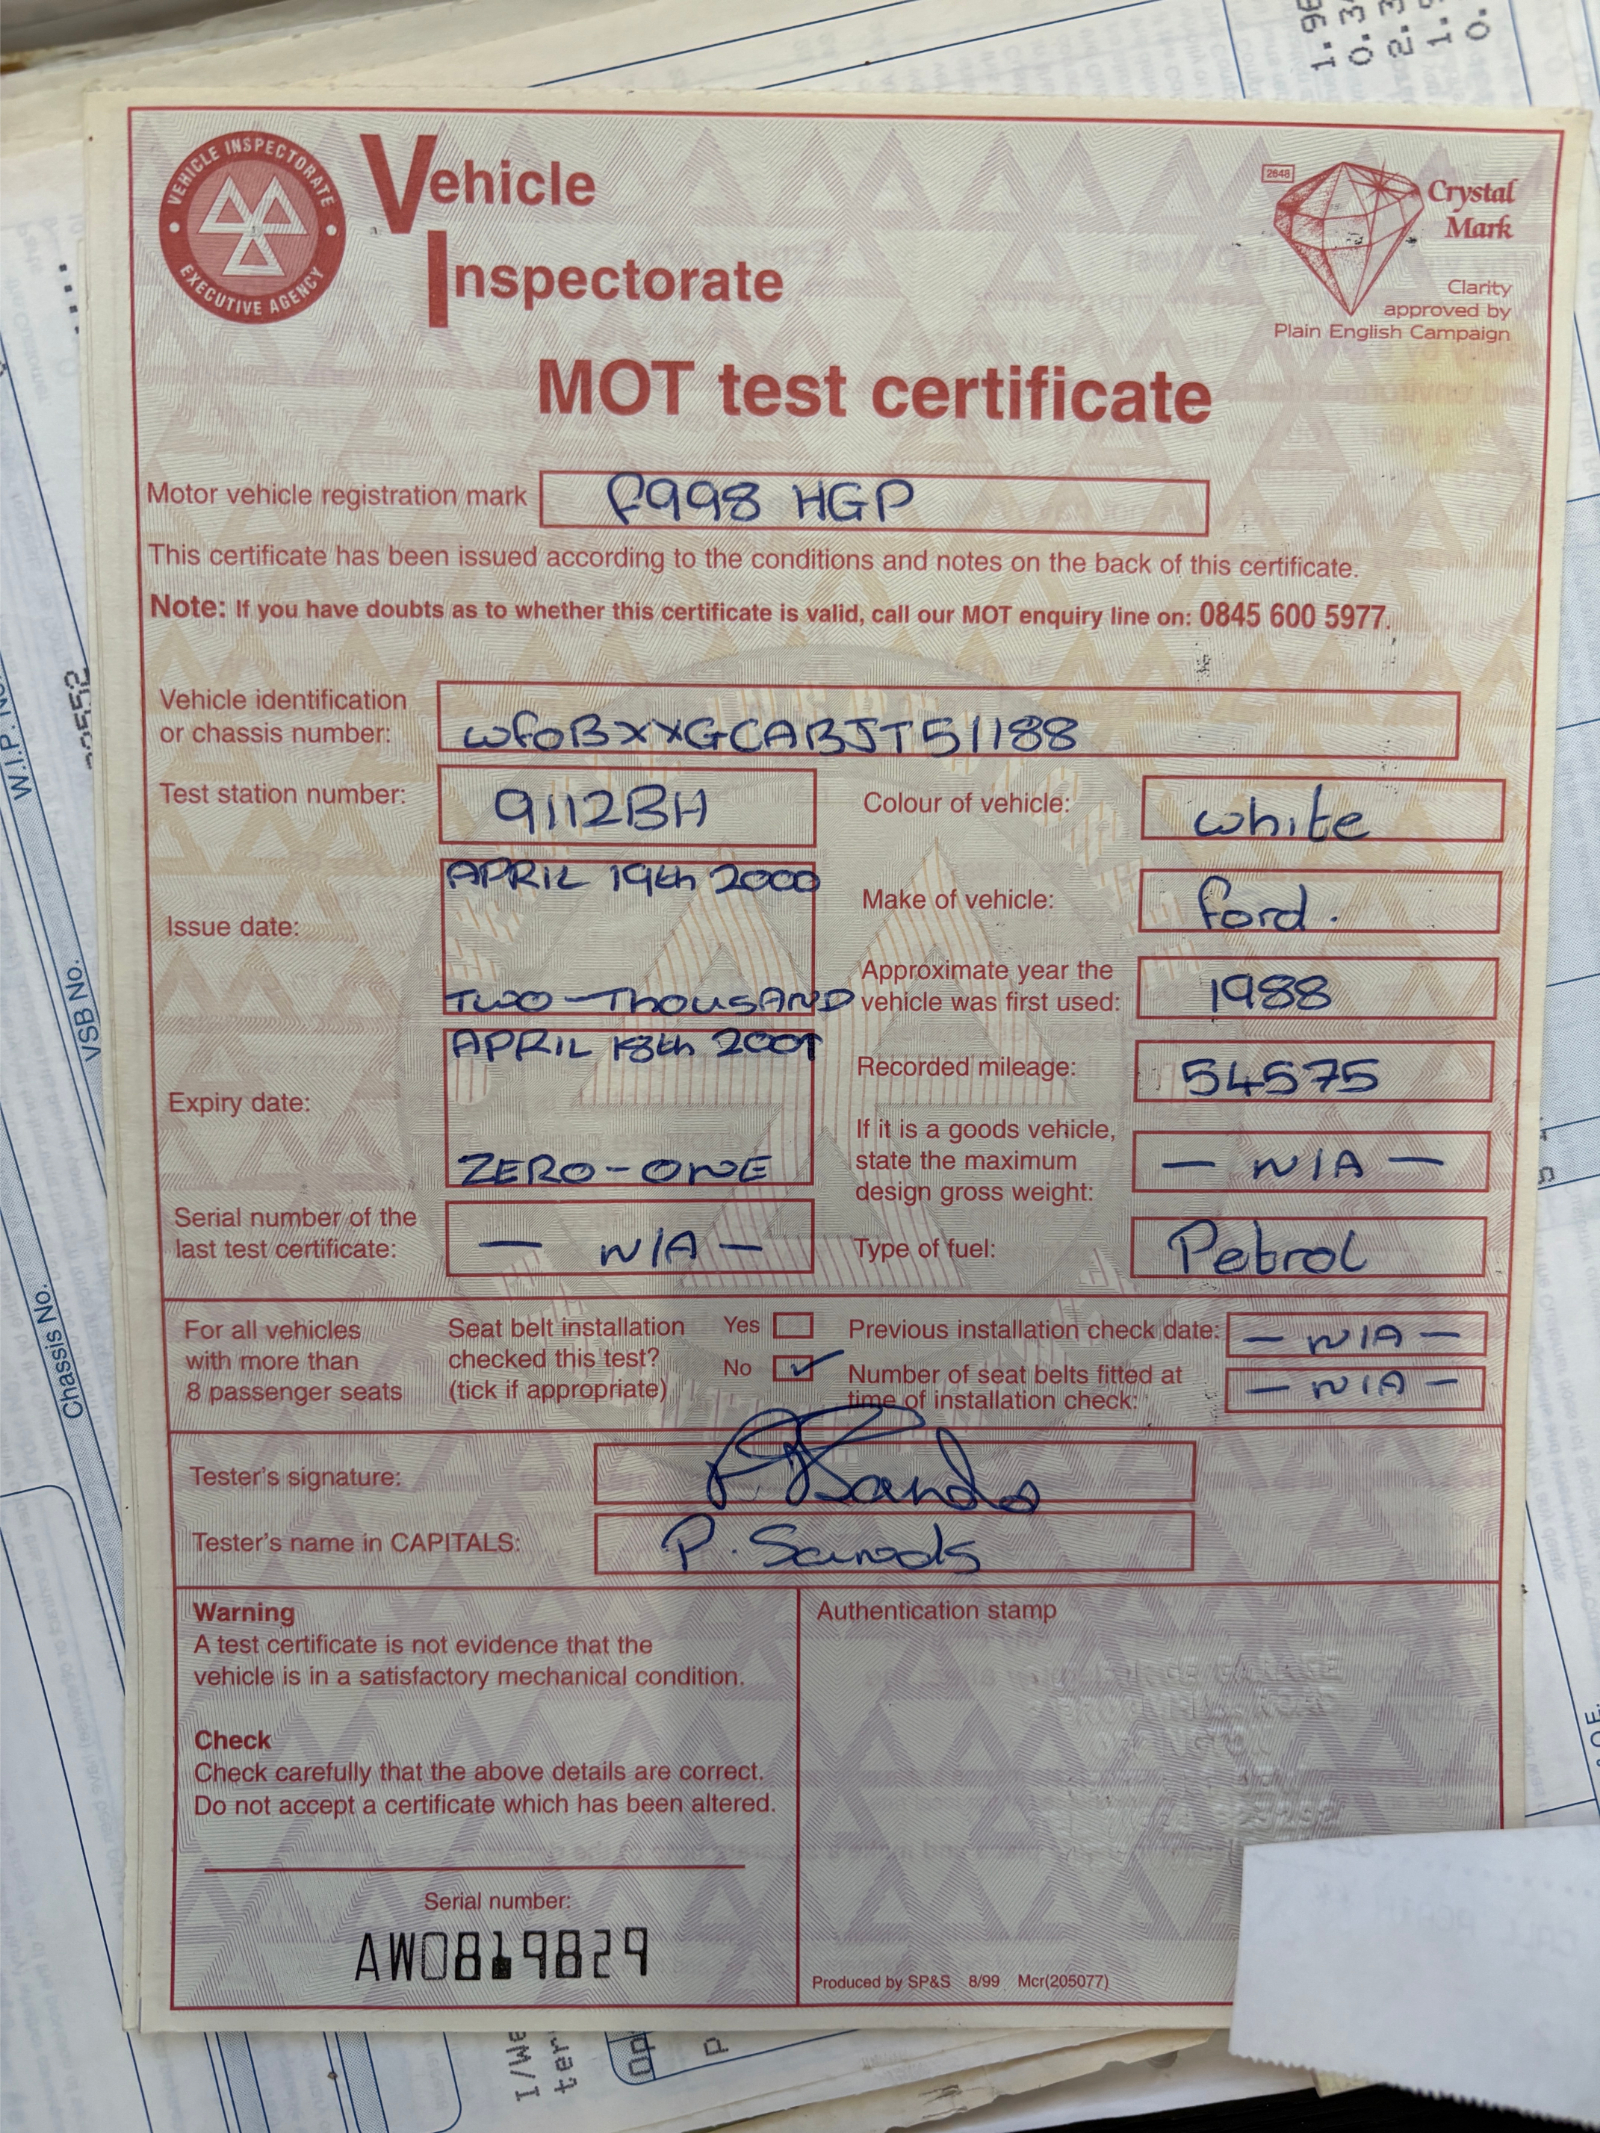 VEHICLE INSPECTORATE
EXECUTIVE AGENCY
Vehicle
Inspectorate
2648
Crystal
Mark
Clarity
approved by
Plain English Campaign
MOT test certificate
Motor vehicle registration mark F998 HGP
This certificate has been issued according to the conditions and notes on the back of this certificate.
Note: If you have doubts as to whether this certificate is valid, call our MOT enquiry line on: 0845 600 5977.
Vehicle identification
or chassis number: WFOBXXGCABJT51188
Test station number: 9112BH
Colour of vehicle: white
Issue date: APRIL 19th 2000
TWO-THOUSAND
Make of vehicle: ford.
Approximate year the
vehicle was first used: 1988
Expiry date: APRIL 18th 2001
ZERO-ONE
Recorded mileage: 54575
If it is a goods vehicle,
state the maximum
design gross weight: — N/A —
Serial number of the
last test certificate: — N/A —
Type of fuel: Petrol
For all vehicles
with more than
8 passenger seats
Seat belt installation
checked this test?
(tick if appropriate)
Yes
No ✓
Previous installation check date: — N/A —
Number of seat belts fitted at
time of installation check: — N/A —
Tester's signature: Sands
Tester's name in CAPITALS: P. Sands
Warning
A test certificate is not evidence that the
vehicle is in a satisfactory mechanical condition.
Check
Check carefully that the above details are correct.
Do not accept a certificate which has been altered.
Serial number:
AW0819829
Authentication stamp
Produced by SP&S 8/99 Mcr(205077)
W.I.P. No.
VSB No.
Chassis No.
I/We